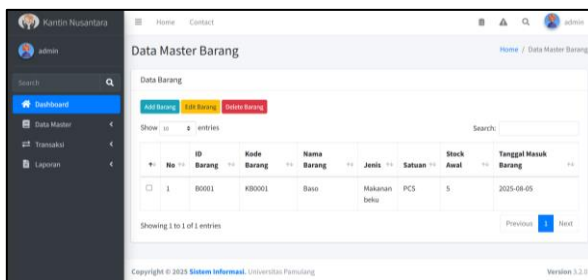 Kantin Nusantara
Home Contact
admin
admin
Data Master Barang
Home / Data Master Barang
Search
Dashboard
Data Master
Transaksi
Laporan
Data Barang
Add Barang Edit Barang Delete Barang
Show 10 entries
Search:
No ID Barang Kode Barang Nama Barang Jenis Satuan Stock Awal Tanggal Masuk Barang
1 B0001 KB0001 Baso Makanan beku PCS 5 2025-08-05
Showing 1 to 1 of 1 entries
Previous 1 Next
Copyright © 2025 Sistem Informasi. Universitas Pamulang
Version